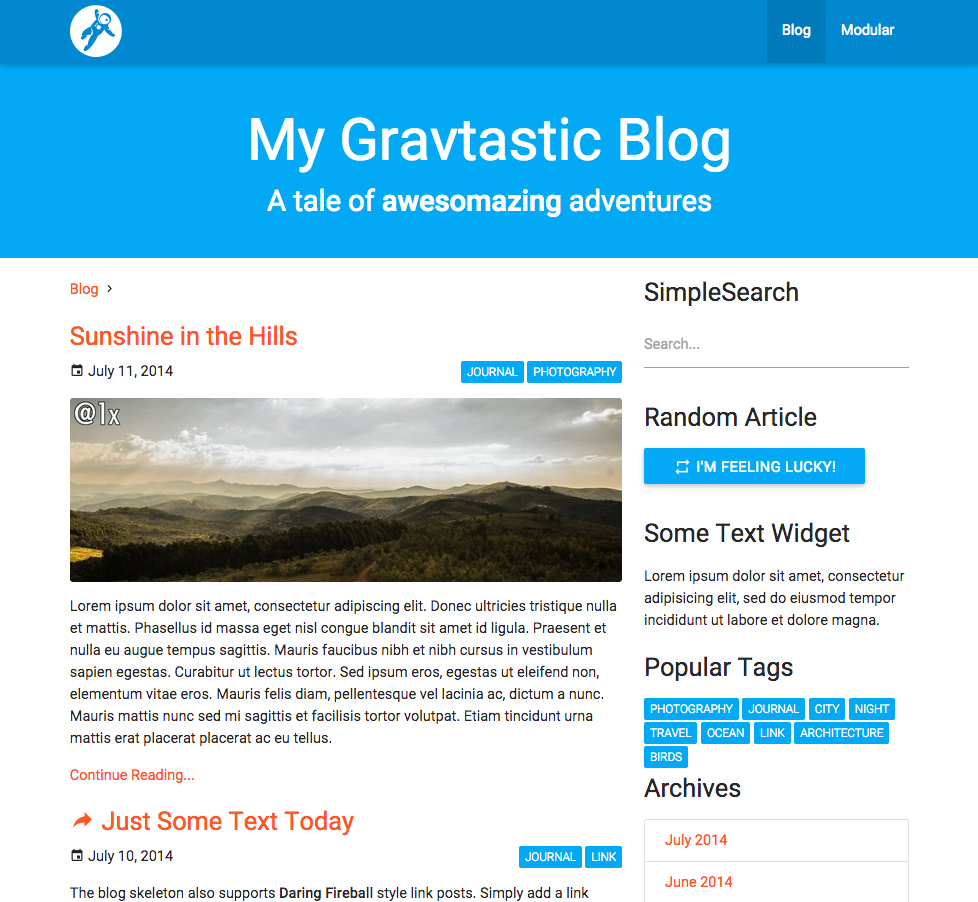 Blog
Modular
My Gravtastic Blog
A tale of awesomazing adventures
Blog
Sunshine in the Hills
July 11, 2014
JOURNAL
PHOTOGRAPHY
@1x
Lorem ipsum dolor sit amet, consectetur adipiscing elit. Donec ultricies tristique nulla
et mattis. Phasellus id massa eget nisl congue blandit sit amet id ligula. Praesent et
nulla eu augue tempus sagittis. Mauris faucibus nibh et nibh cursus in vestibulum
sapien egestas. Curabitur ut lectus tortor. Sed ipsum eros, egestas ut eleifend non,
elementum vitae eros. Mauris felis diam, pellentesque vel lacinia ac, dictum a nunc.
Mauris mattis nunc sed mi sagittis et facilisis tortor volutpat. Etiam tincidunt urna
mattis erat placerat placerat ac eu tellus.
Continue Reading...
Just Some Text Today
July 10, 2014
JOURNAL
LINK
The blog skeleton also supports Daring Fireball style link posts. Simply add a link
SimpleSearch
Search...
Random Article
I'M FEELING LUCKY!
Some Text Widget
Lorem ipsum dolor sit amet, consectetur
adipisicing elit, sed do eiusmod tempor
incididunt ut labore et dolore magna.
Popular Tags
PHOTOGRAPHY JOURNAL CITY NIGHT
TRAVEL OCEAN LINK ARCHITECTURE
BIRDS
Archives
July 2014
June 2014